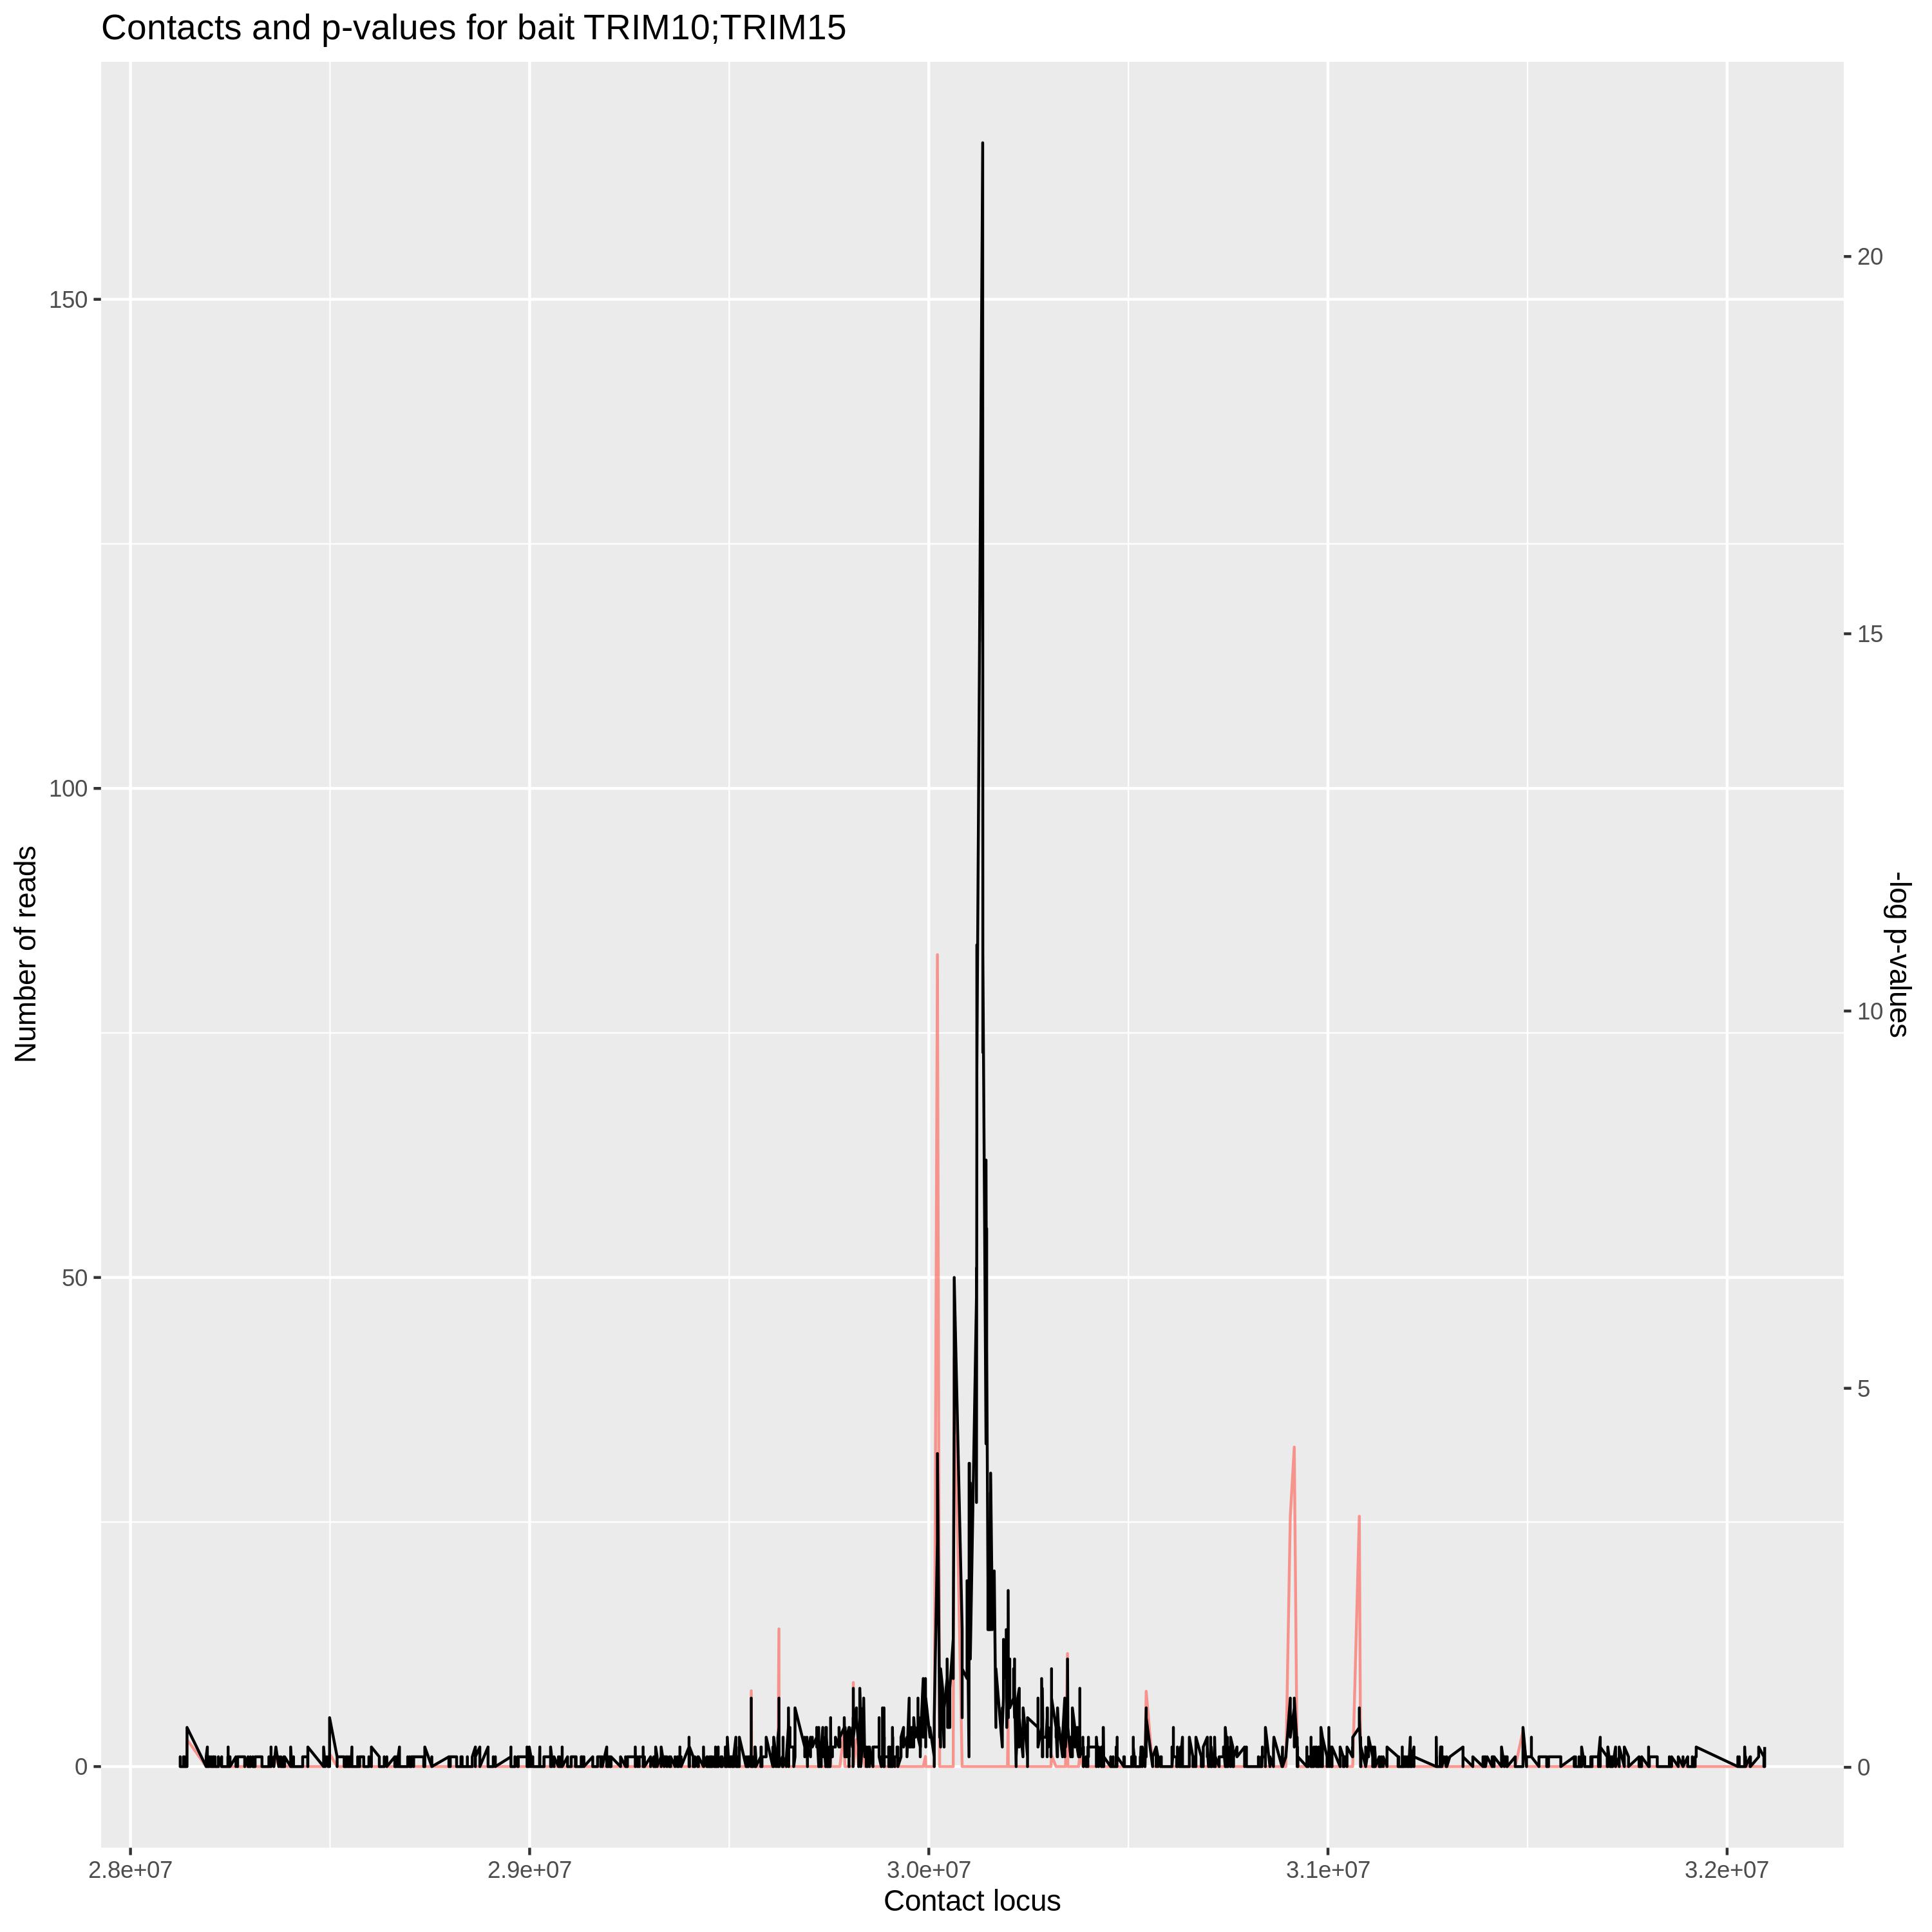 Contacts and p-values for bait TRIM10;TRIM15
Number of reads
150
100
50
0
20
15
10
5
0
-log p-values
2.8e+07
2.9e+07
3.0e+07
3.1e+07
3.2e+07
Contact locus